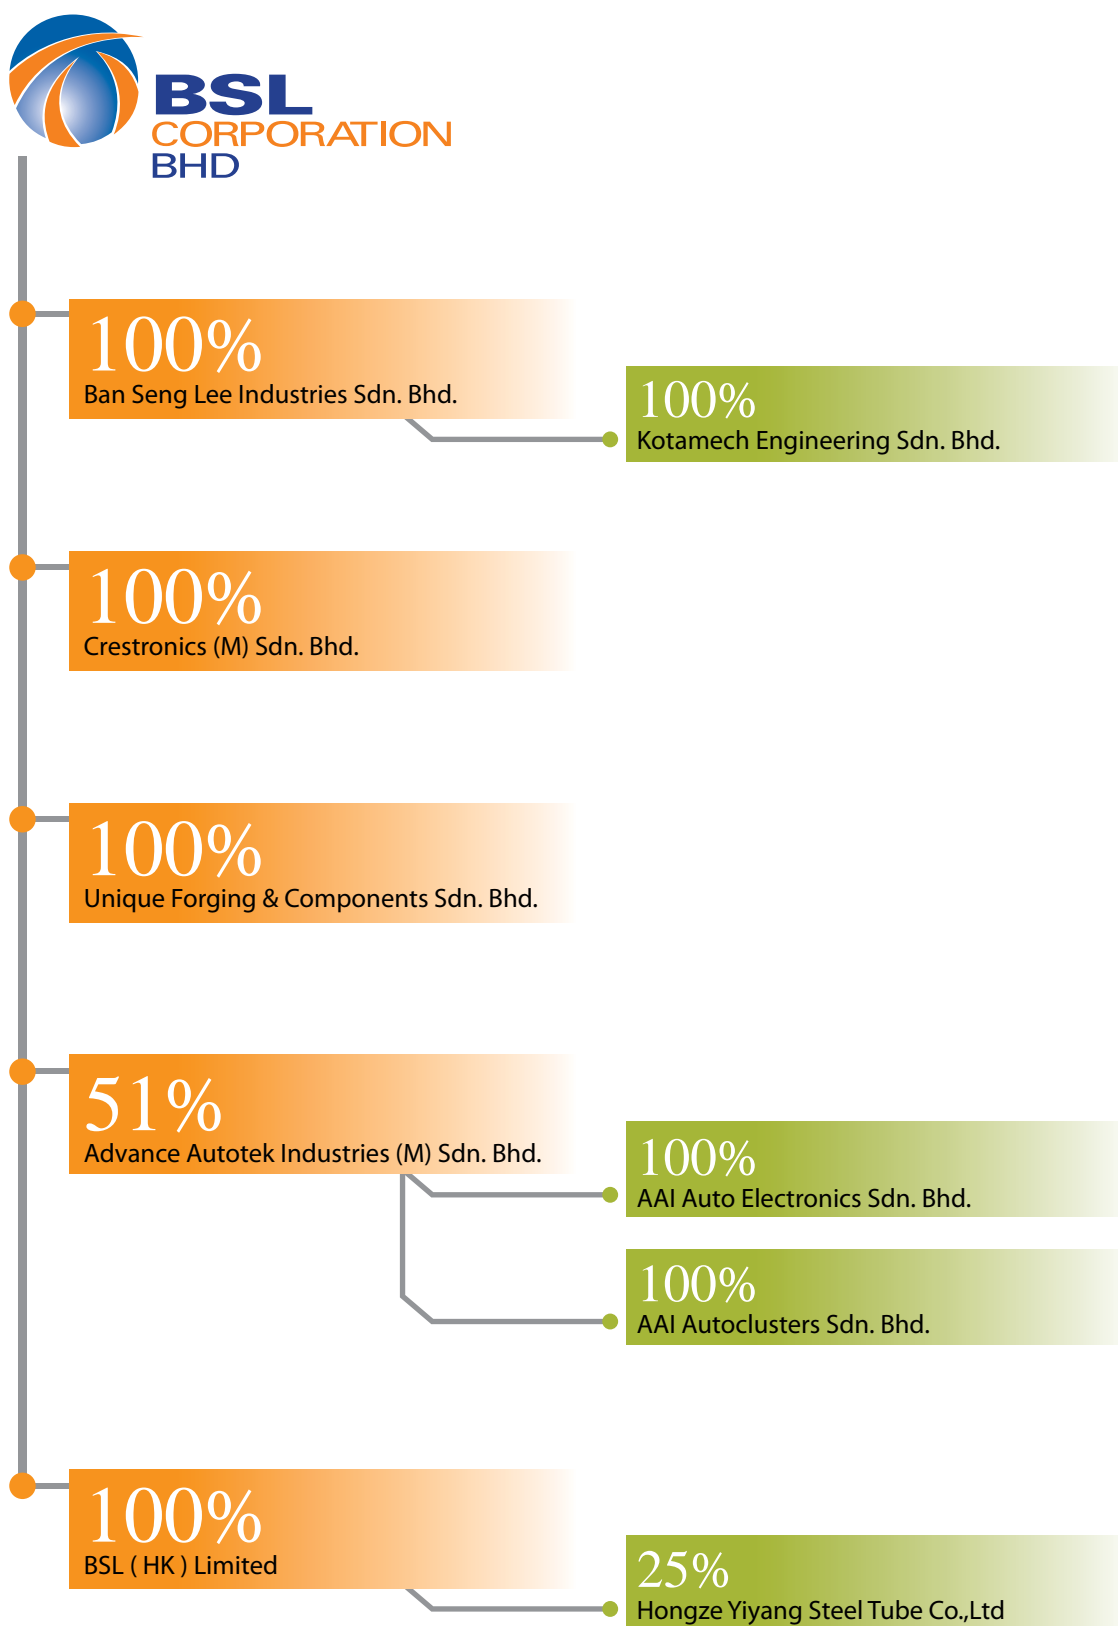 BSL
CORPORATION
BHD
100%
Ban Seng Lee Industries Sdn. Bhd.
100%
Kotamech Engineering Sdn. Bhd.
100%
Crestronics (M) Sdn. Bhd.
100%
Unique Forging & Components Sdn. Bhd.
51%
Advance Autotek Industries (M) Sdn. Bhd.
100%
AAI Auto Electronics Sdn. Bhd.
100%
AAI Autoclusters Sdn. Bhd.
100%
BSL ( HK ) Limited
25%
Hongze Yiyang Steel Tube Co.,Ltd